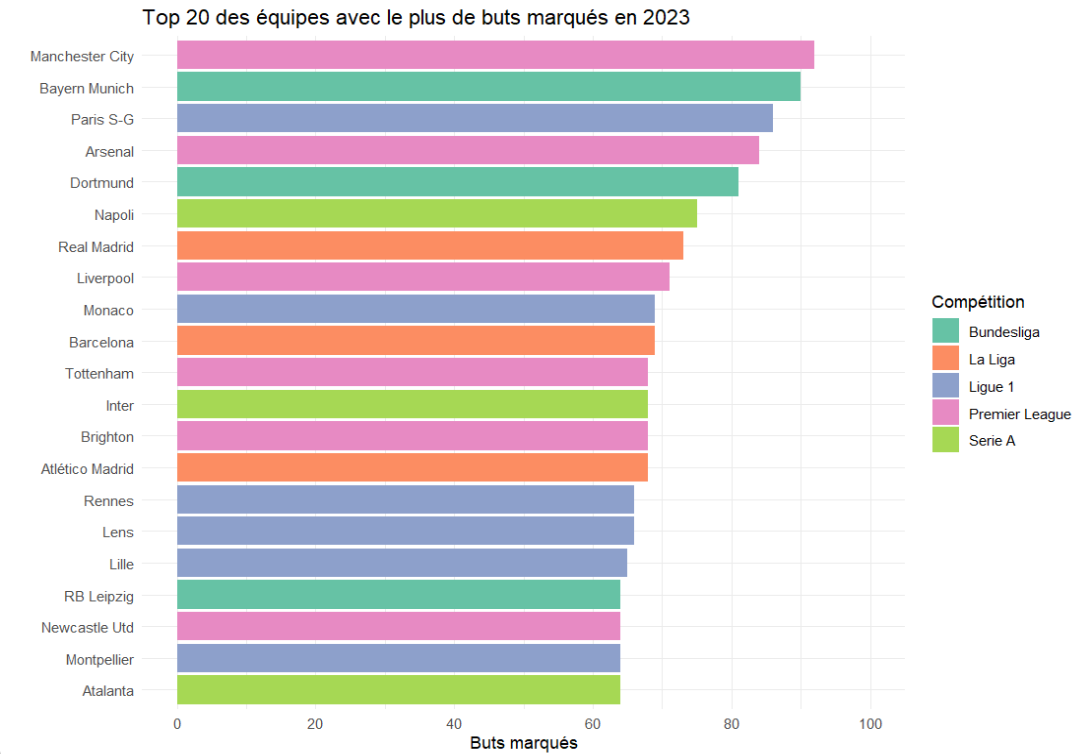 Top 20 des équipes avec le plus de buts marqués en 2023
Manchester City
Bayern Munich
Paris S-G
Arsenal
Dortmund
Napoli
Real Madrid
Liverpool
Monaco
Barcelona
Tottenham
Inter
Brighton
Atlético Madrid
Rennes
Lens
Lille
RB Leipzig
Newcastle Utd
Montpellier
Atalanta
0 20 40 60 80 100
Buts marqués
Compétition
Bundesliga
La Liga
Ligue 1
Premier League
Serie A